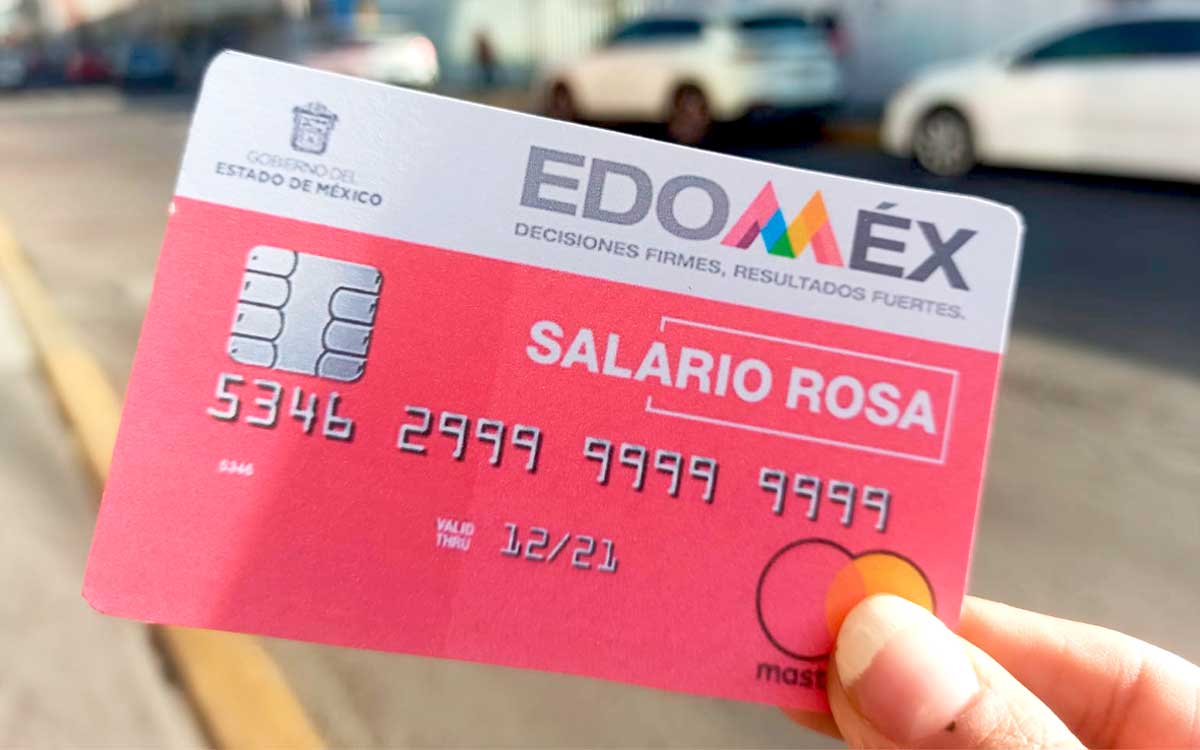 GOBIERNO DEL
ESTADO DE MÉXICO
EDOMÉX
DECISIONES FIRMES, RESULTADOS FUERTES.
SALARIO ROSA
5346 2999 9999 9999
5346
VALID
THRU
12/21
mast